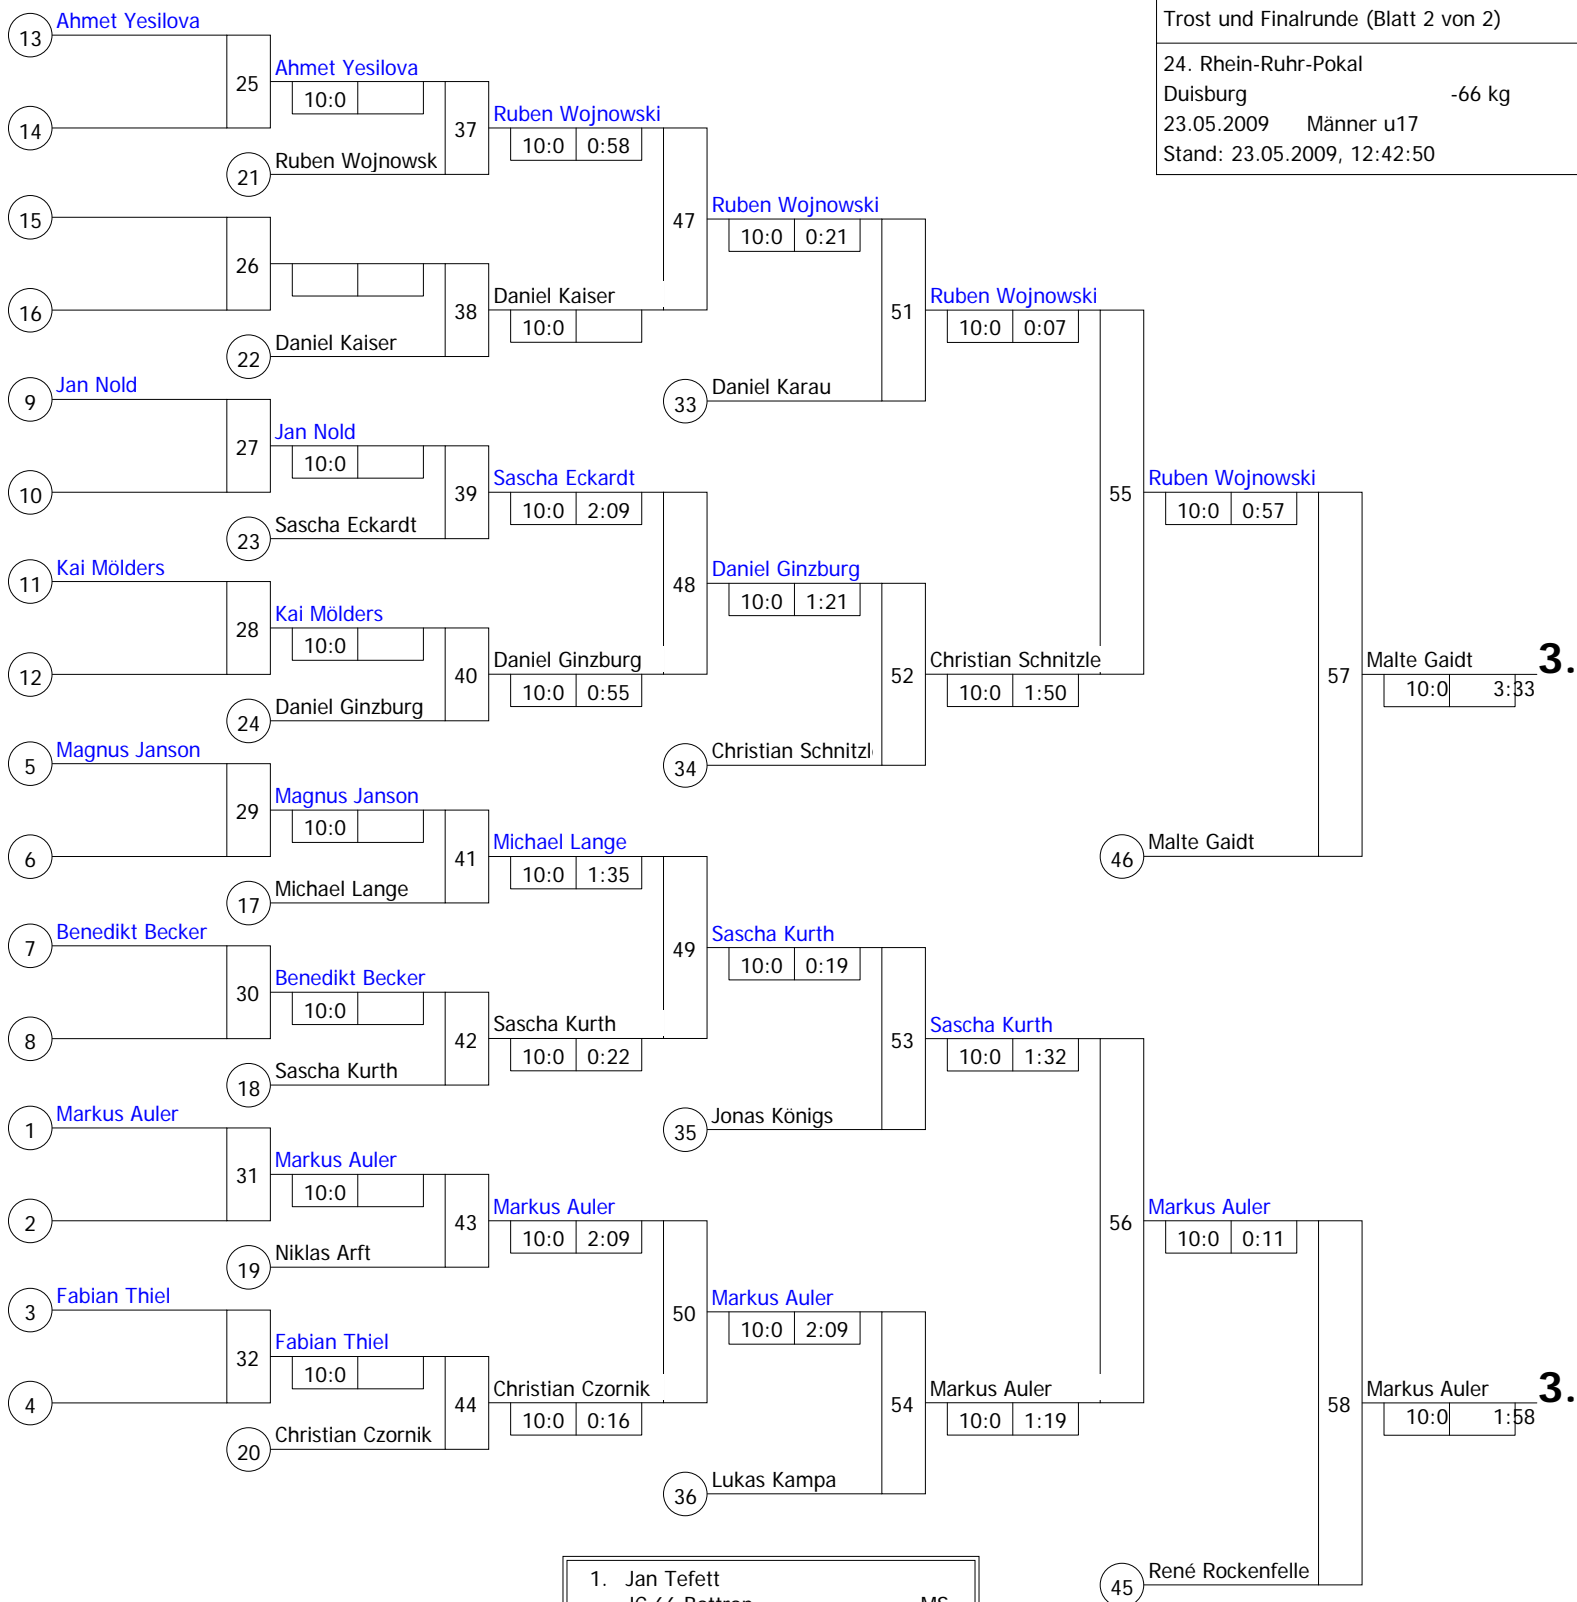 Trost und Finalrunde (Blatt 2 von 2)
24. Rhein-Ruhr-Pokal
Duisburg -66 kg
23.05.2009 Männer u17
Stand: 23.05.2009, 12:42:50
13 Ahmet Yesilova
14
25
Ahmet Yesilova
10:0
21 Ruben Wojnowsk
37
Ruben Wojnowski
10:0 0:58
15
16
26
22 Daniel Kaiser
38
Daniel Kaiser
10:0
47
Ruben Wojnowski
10:0 0:21
33 Daniel Karau
51
Ruben Wojnowski
10:0 0:07
9 Jan Nold
10
27
Jan Nold
10:0
23 Sascha Eckardt
39
Sascha Eckardt
10:0 2:09
11 Kai Mölders
12
28
Kai Mölders
10:0
24 Daniel Ginzburg
40
Daniel Ginzburg
10:0 0:55
48
Daniel Ginzburg
10:0 1:21
34 Christian Schnitzl
52
Christian Schnitzle
10:0 1:50
55
Ruben Wojnowski
10:0 0:57
46 Malte Gaidt
57
Malte Gaidt 3.
10:0 3:33
5 Magnus Janson
6
29
Magnus Janson
10:0
17 Michael Lange
41
Michael Lange
10:0 1:35
7 Benedikt Becker
8
30
Benedikt Becker
10:0
18 Sascha Kurth
42
Sascha Kurth
10:0 0:22
49
Sascha Kurth
10:0 0:19
35 Jonas Königs
53
Sascha Kurth
10:0 1:32
1 Markus Auler
2
31
Markus Auler
10:0
19 Niklas Arft
43
Markus Auler
10:0 2:09
3 Fabian Thiel
4
32
Fabian Thiel
10:0
20 Christian Czornik
44
Christian Czornik
10:0 0:16
50
Markus Auler
10:0 2:09
36 Lukas Kampa
54
Markus Auler
10:0 1:19
56
Markus Auler
10:0 0:11
45 René Rockenfelle
58
Markus Auler 3.
10:0 1:58
1. Jan Tefett
JC 66 Bottrop MS